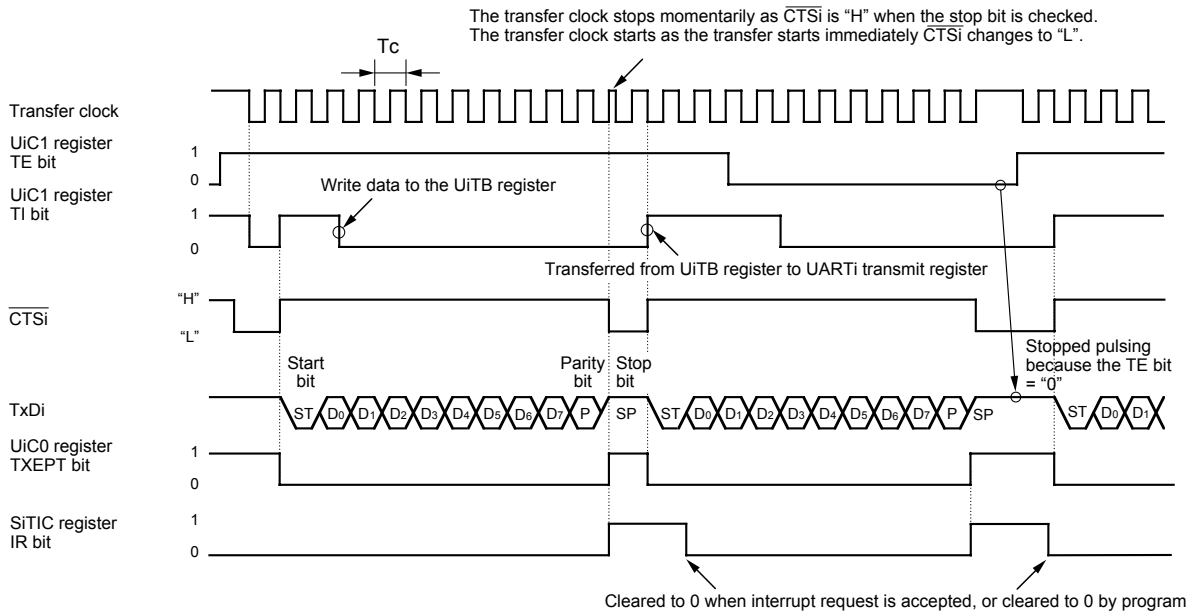 The transfer clock stops momentarily as CTSi is “H” when the stop bit is checked.
The transfer clock starts as the transfer starts immediately CTSi changes to “L”.
Tc
Transfer clock
UiC1 register
TE bit
1
0
Write data to the UiTB register
UiC1 register
TI bit
1
0
Transferred from UiTB register to UARTi transmit register
“H”
CTSi
“L”
Start
bit
Parity
bit
Stop
bit
Stopped pulsing
because the TE bit
= “0”
TxDi
ST D0 D1 D2 D3 D4 D5 D6 D7 P SP ST D0 D1 D2 D3 D4 D5 D6 D7 P SP ST D0 D1
UiC0 register
TXEPT bit
1
0
SiTIC register
IR bit
1
0
Cleared to 0 when interrupt request is accepted, or cleared to 0 by program